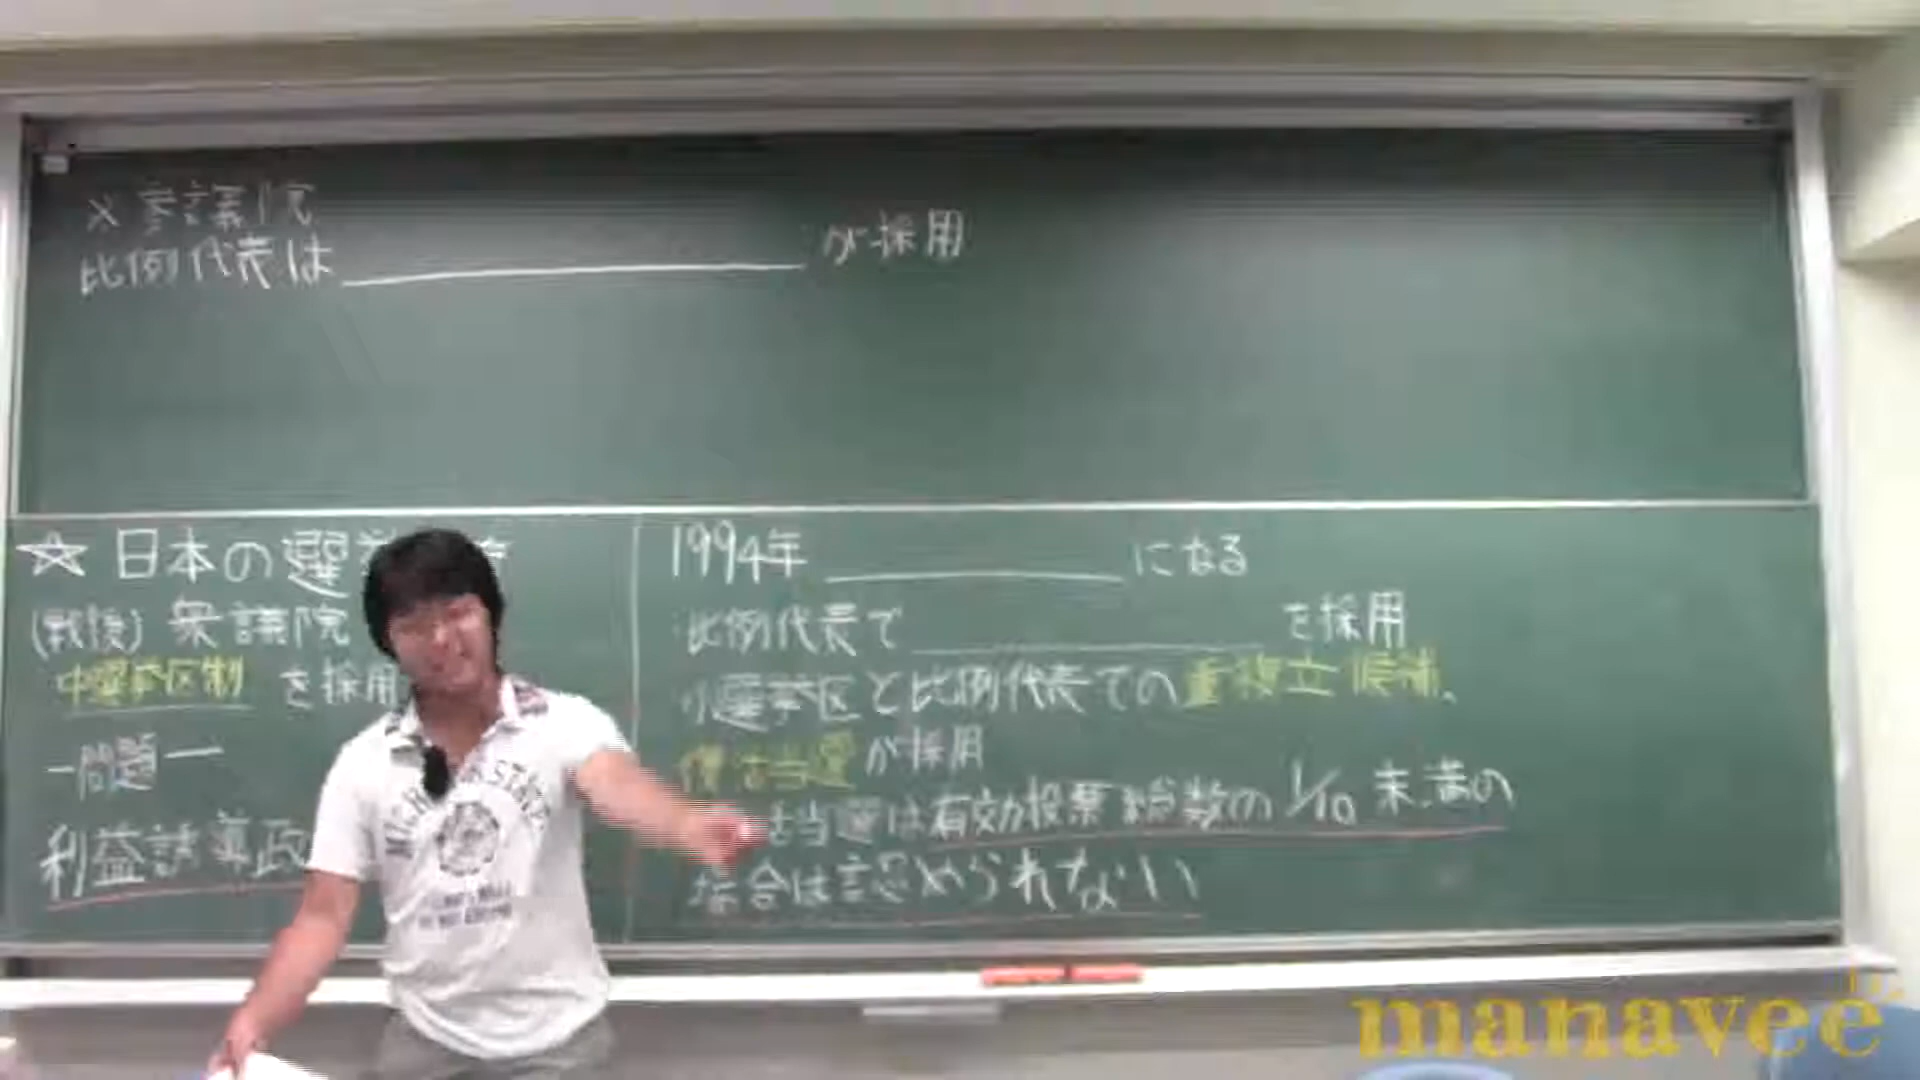 ※参議院
比例代表は が採用
☆日本の選挙
(戦後) 衆議院
中選挙区制 を採用
ー問題ー
利益誘導政
1994年 になる
比例代表で を採用
小選挙区と比例代表での重複立候補、
復活当選が採用
活当選は有効投票総数の1/10未満の
場合は認められない
MICH STATE
manavee